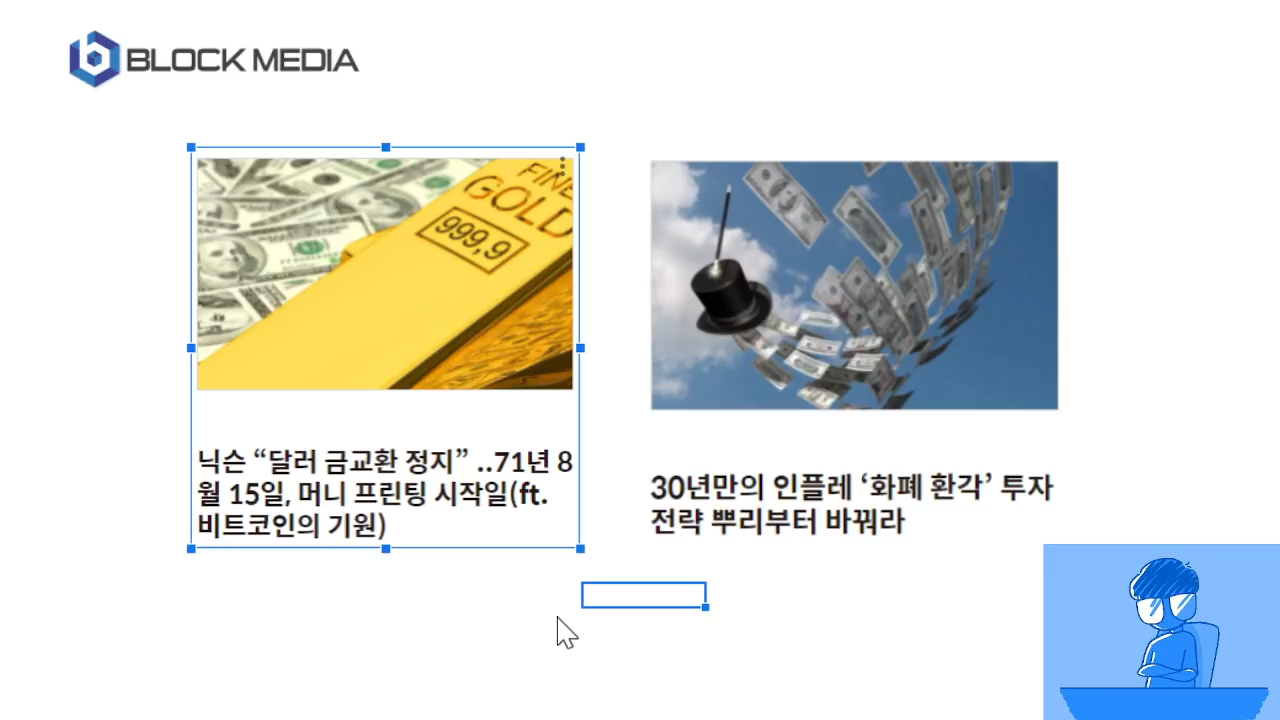 BLOCK MEDIA
FINE
GOLD
999,9
닉슨 “달러 금교환 정지” ..71년 8
월 15일, 머니 프린팅 시작일(ft.
비트코인의 기원)
30년만의 인플레 ‘화폐 환각’ 투자
전략 뿌리부터 바꿔라